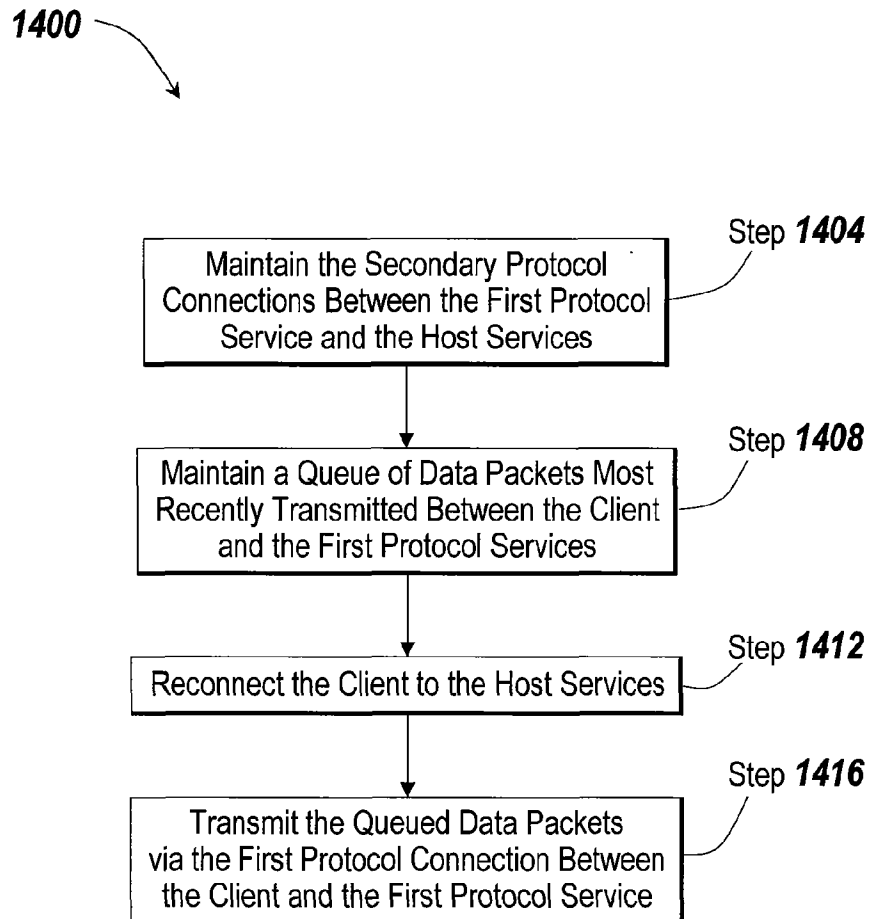 1400
Step 1404
Maintain the Secondary Protocol
Connections Between the First Protocol
Service and the Host Services
Step 1408
Maintain a Queue of Data Packets Most
Recently Transmitted Between the Client
and the First Protocol Services
Step 1412
Reconnect the Client to the Host Services
Step 1416
Transmit the Queued Data Packets
via the First Protocol Connection Between
the Client and the First Protocol Service